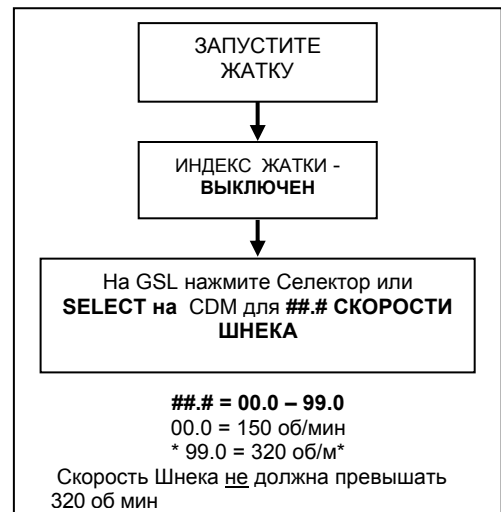 ЗАПУСТИТЕ
ЖАТКУ
ИНДЕКС ЖАТКИ -
ВЫКЛЮЧЕН
На GSL нажмите Селектор или
SELECT на CDM для ##.# СКОРОСТИ
ШНЕКА
##.# = 00.0 – 99.0
00.0 = 150 об/мин
* 99.0 = 320 об/м*
Скорость Шнека не должна превышать
320 об мин